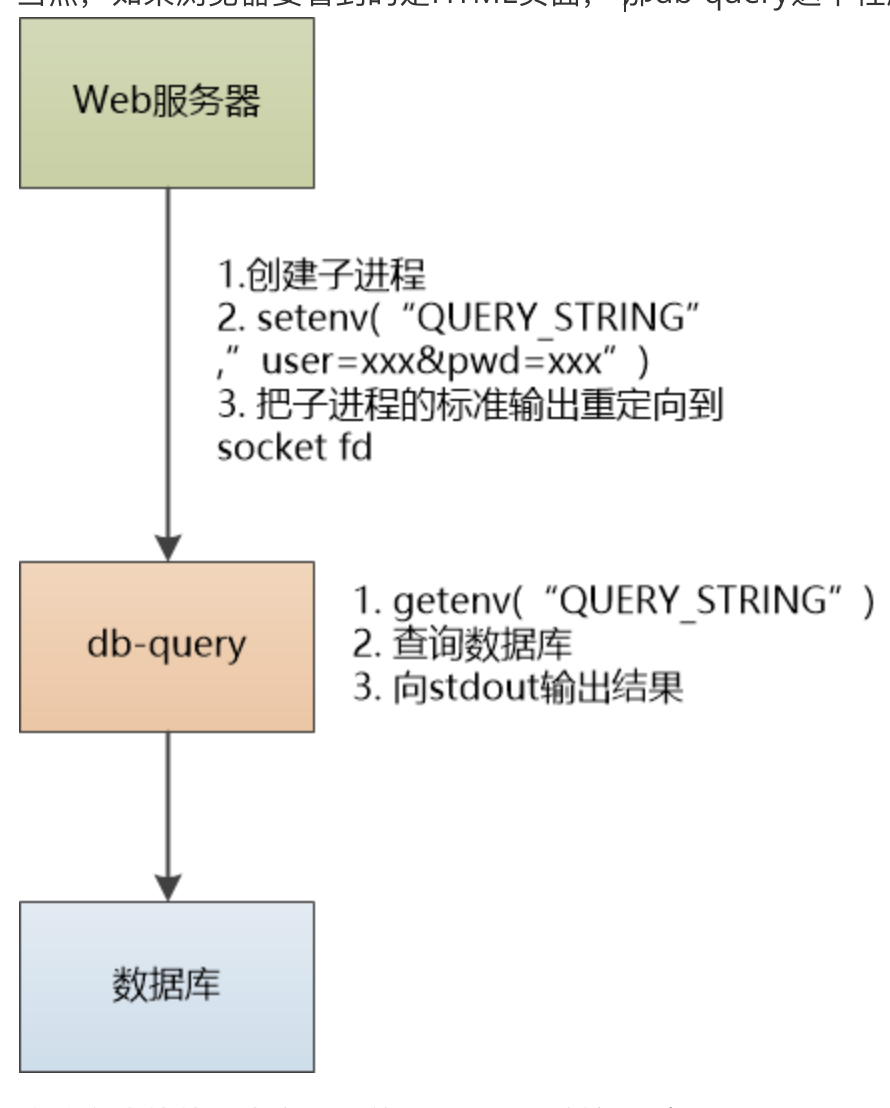 Web服务器
1.创建子进程
2. setenv(“QUERY_STRING”
,”user=xxx&pwd=xxx”)
3. 把子进程的标准输出重定向到
socket fd
db-query
1. getenv(“QUERY_STRING”)
2. 查询数据库
3. 向stdout输出结果
数据库